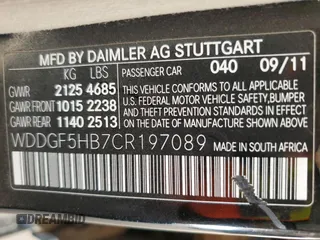 MFD BY DAIMLER AG STUTTGART
KG LBS
GVWR 2125 4685
GAWR FRONT 1015 2238
GAWR REAR 1140 2513
PASSENGER CAR 040 09/11
THIS VEHICLE CONFORMS TO ALL APPLICABLE
U.S. FEDERAL MOTOR VEHICLE SAFETY, BUMPER
AND THEFT PREVENTION STANDARDS IN EFFECT
ON THE DATE OF MANUFACTURE SHOWN ABOVE.
WDDGF5HB7CR197089
MADE IN SOUTH AFRICA
DREAMBID